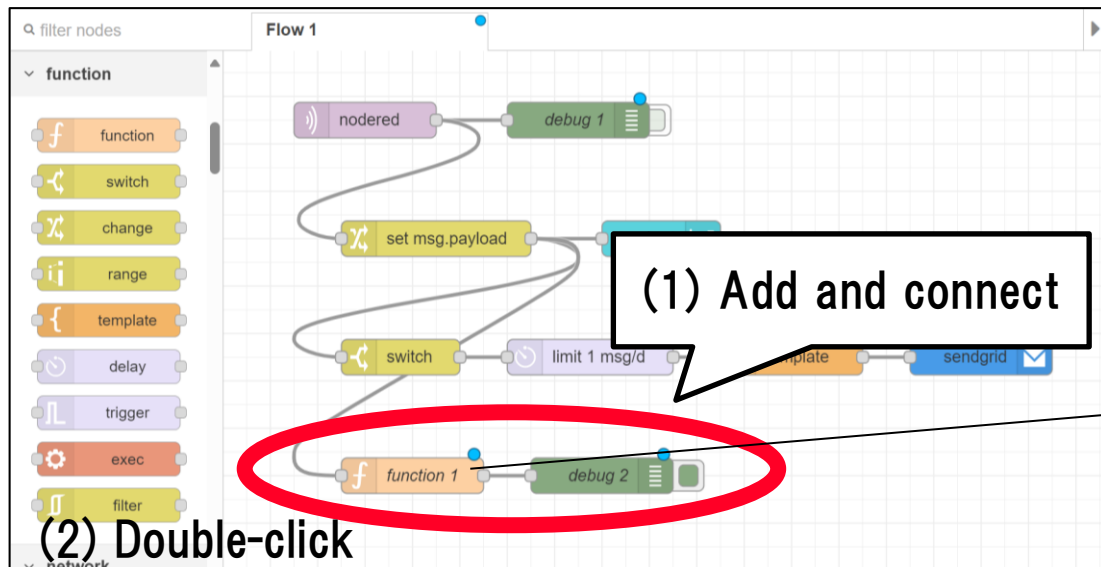 filter nodes
Flow 1
function
function
switch
change
range
template
delay
trigger
exec
filter
network
nodered
debug 1
set msg.payload
(1) Add and connect
switch
limit 1 msg/d
sendgrid
function 1
debug 2
(2) Double-click